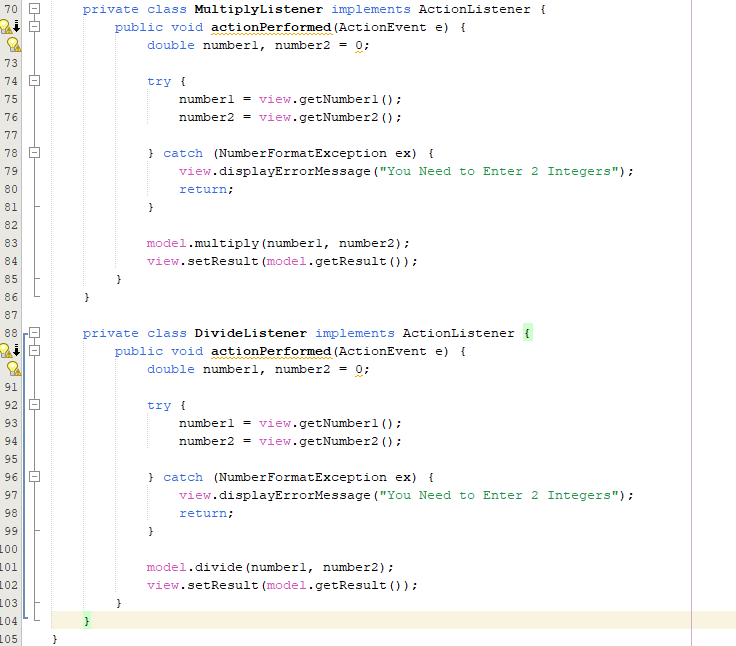 70 private class MultiplyListener implements ActionListener {
public void actionPerformed(ActionEvent e) {
double number1, number2 = 0;
73
74 try {
75 number1 = view.getNumber1();
76 number2 = view.getNumber2();
77
78 } catch (NumberFormatException ex) {
79 view.displayErrorMessage("You Need to Enter 2 Integers");
80 return;
81 }
82
83 model.multiply(number1, number2);
84 view.setResult(model.getResult());
85 }
86 }
87
88 private class DivideListener implements ActionListener {
public void actionPerformed(ActionEvent e) {
double number1, number2 = 0;
91
92 try {
93 number1 = view.getNumber1();
94 number2 = view.getNumber2();
95
96 } catch (NumberFormatException ex) {
97 view.displayErrorMessage("You Need to Enter 2 Integers");
98 return;
99 }
100
101 model.divide(number1, number2);
102 view.setResult(model.getResult());
103 }
104 }
105 }